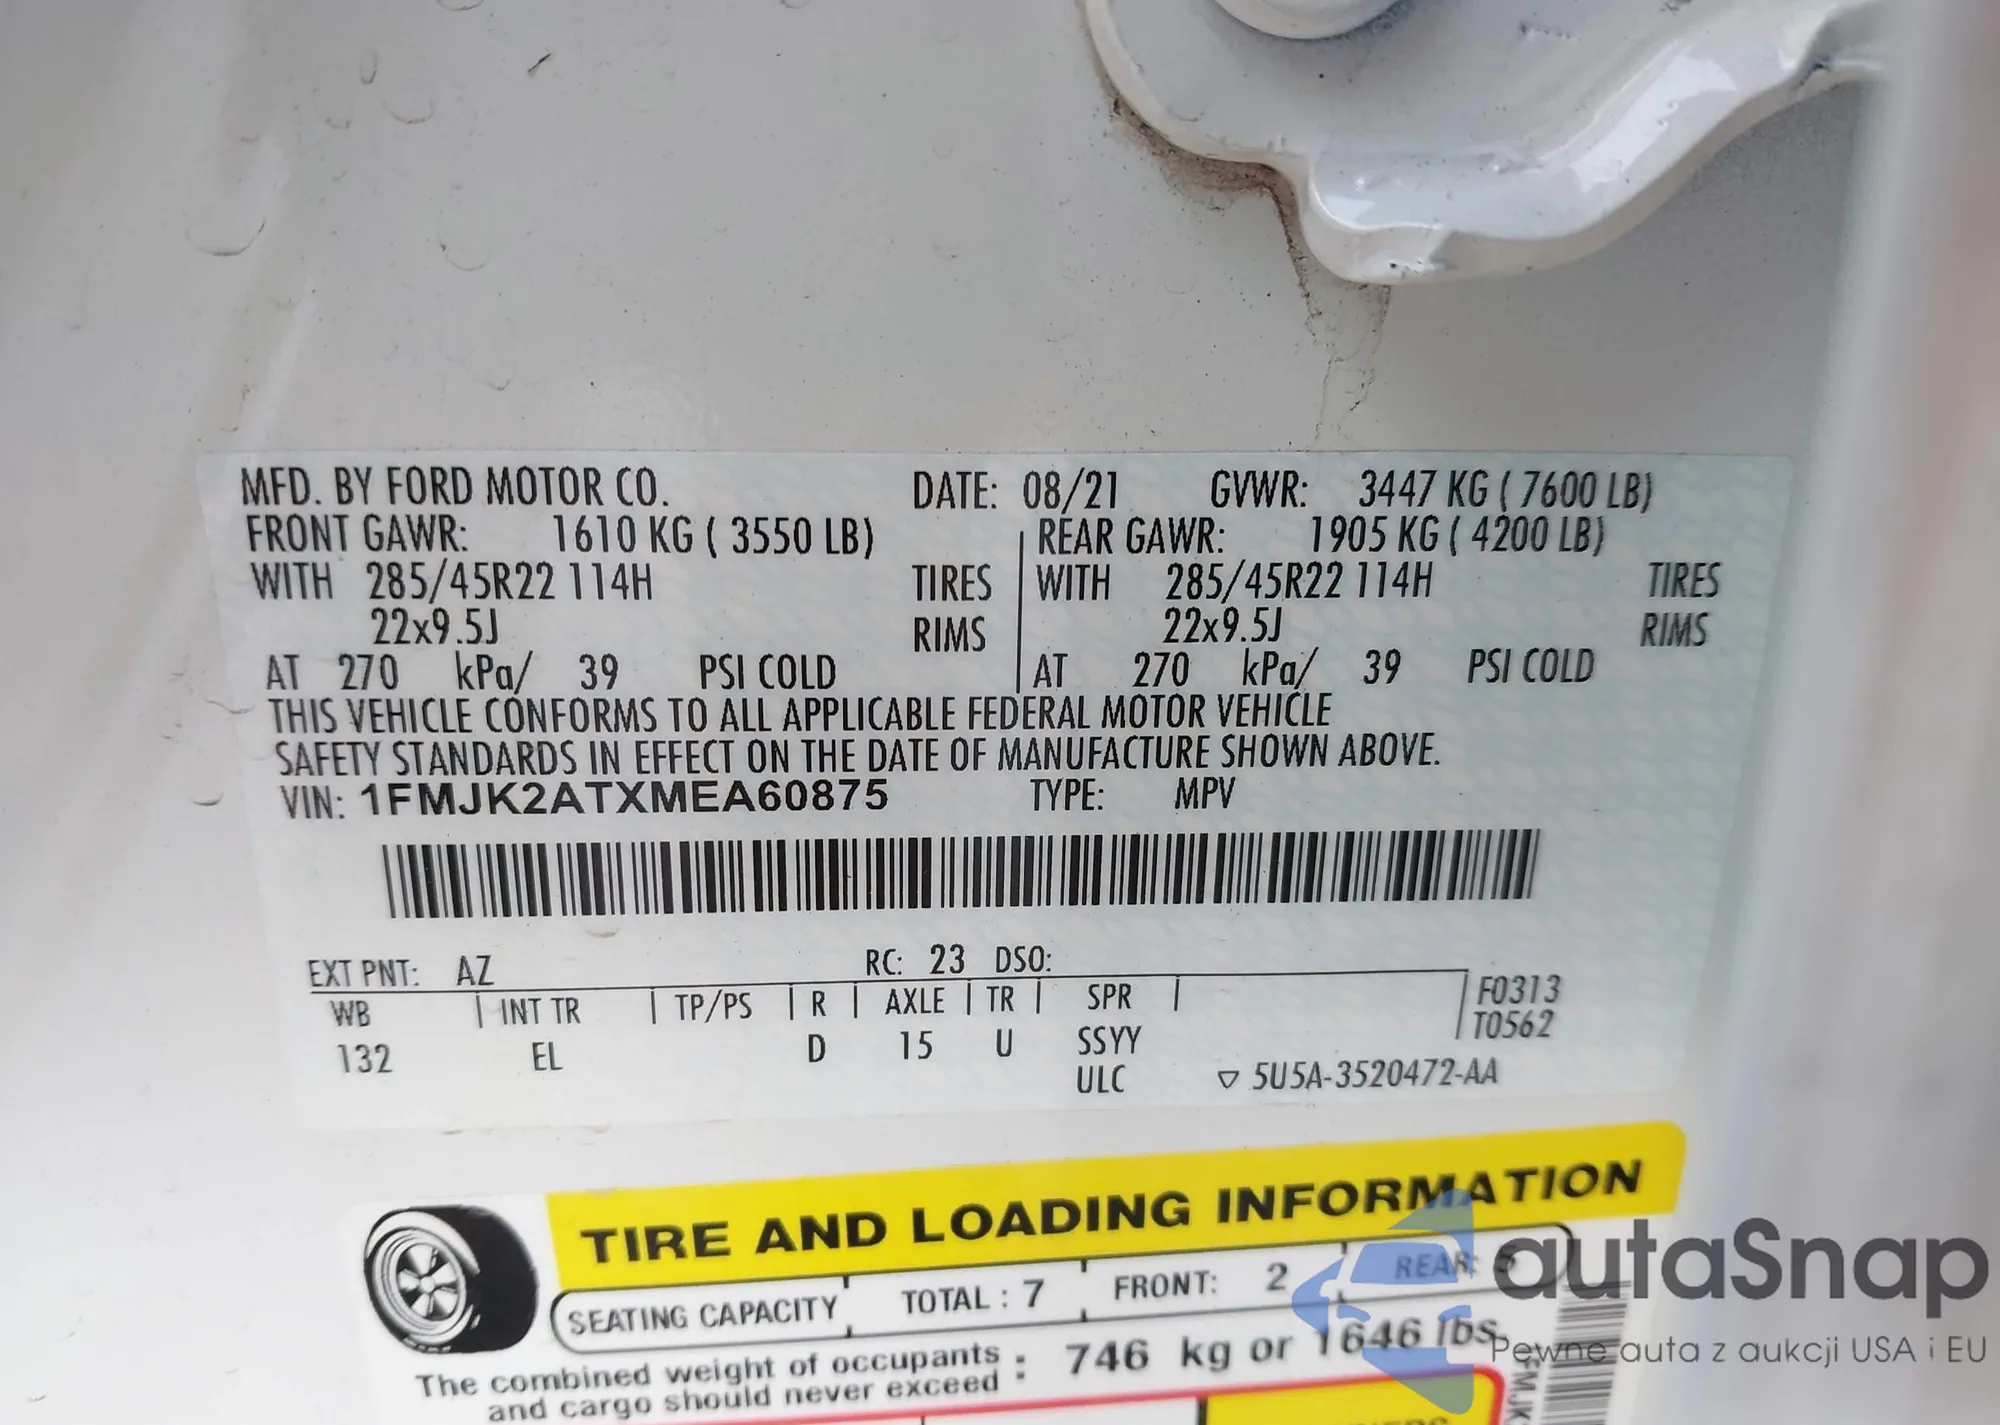 MFD. BY FORD MOTOR CO. DATE: 08/21 GVWR: 3447 KG ( 7600 LB)
FRONT GAWR: 1610 KG ( 3550 LB) REAR GAWR: 1905 KG ( 4200 LB)
WITH 285/45R22 114H TIRES WITH 285/45R22 114H TIRES
22x9.5J RIMS 22x9.5J RIMS
AT 270 kPa/ 39 PSI COLD AT 270 kPa/ 39 PSI COLD
THIS VEHICLE CONFORMS TO ALL APPLICABLE FEDERAL MOTOR VEHICLE
SAFETY STANDARDS IN EFFECT ON THE DATE OF MANUFACTURE SHOWN ABOVE.
VIN: 1FMJK2ATXMEA60875 TYPE: MPV
EXT PNT: AZ RC: 23 DSO:
WB INT TR TP/PS R AXLE TR SPR F0313
T0562
132 EL D 15 U SSYY
ULC ▽ 5U5A-3520472-AA
TIRE AND LOADING INFORMATION
SEATING CAPACITY TOTAL : 7 FRONT: 2 REAR: 5
The combined weight of occupants
and cargo should never exceed : 746 kg or 1646 lbs.
autaSnap
Pewne auta z aukcji USA i EU